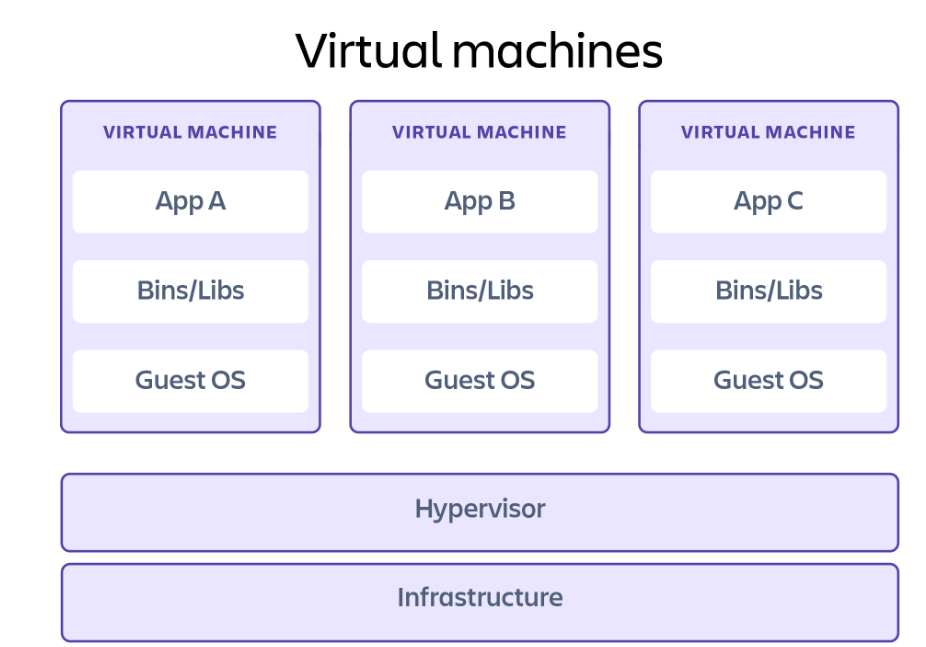 Virtual machines
VIRTUAL MACHINE
App A
Bins/Libs
Guest OS
VIRTUAL MACHINE
App B
Bins/Libs
Guest OS
VIRTUAL MACHINE
App C
Bins/Libs
Guest OS
Hypervisor
Infrastructure